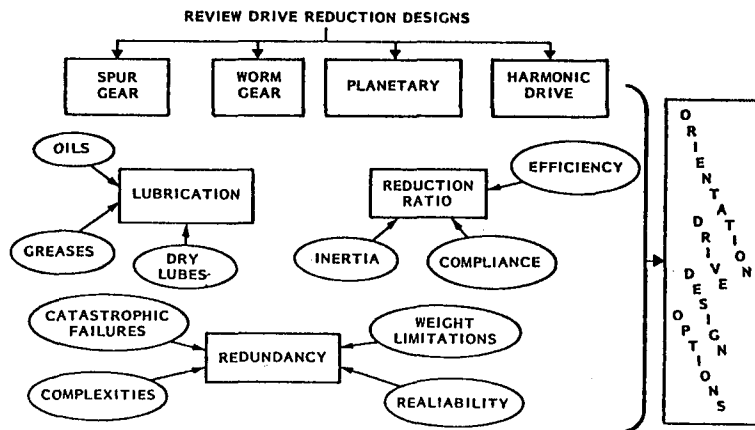 REVIEW DRIVE REDUCTION DESIGNS
SPUR
GEAR
WORM
GEAR
PLANETARY
HARMONIC
DRIVE
OILS
LUBRICATION
GREASES
DRY
LUBES
REDUCTION
RATIO
EFFICIENCY
INERTIA
COMPLIANCE
CATASTROPHIC
FAILURES
COMPLEXITIES
REDUNDANCY
WEIGHT
LIMITATIONS
REALIABILITY
ORIENTATION
DRIVE
DESIGN
OPTIONS